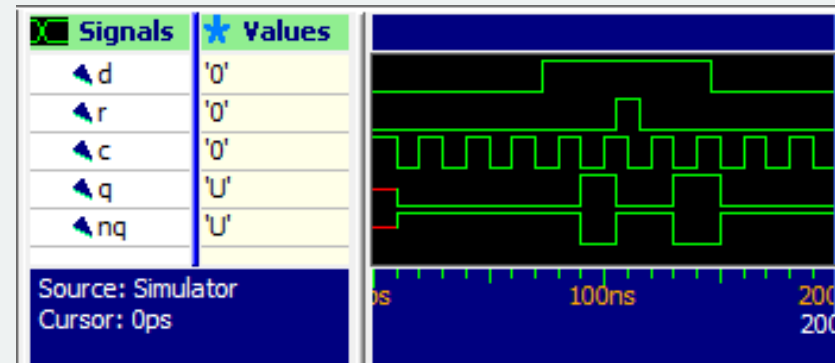 Signals Values
d '0'
r '0'
c '0'
q 'U'
nq 'U'
Source: Simulator
Cursor: 0ps
ps 100ns 200
200